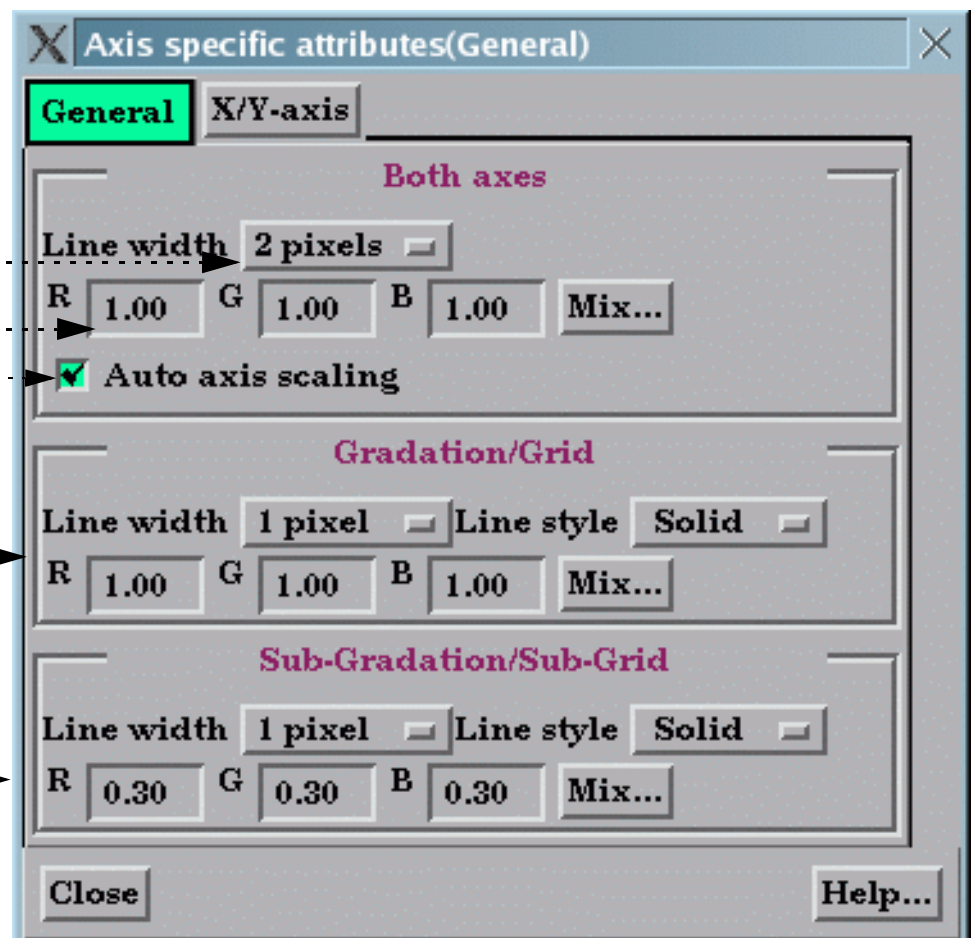 Axis specific attributes(General)
General X/Y-axis
Both axes
Line width 2 pixels
R 1.00 G 1.00 B 1.00 Mix...
Auto axis scaling
Gradation/Grid
Line width 1 pixel Line style Solid
R 1.00 G 1.00 B 1.00 Mix...
Sub-Gradation/Sub-Grid
Line width 1 pixel Line style Solid
R 0.30 G 0.30 B 0.30 Mix...
Close Help...